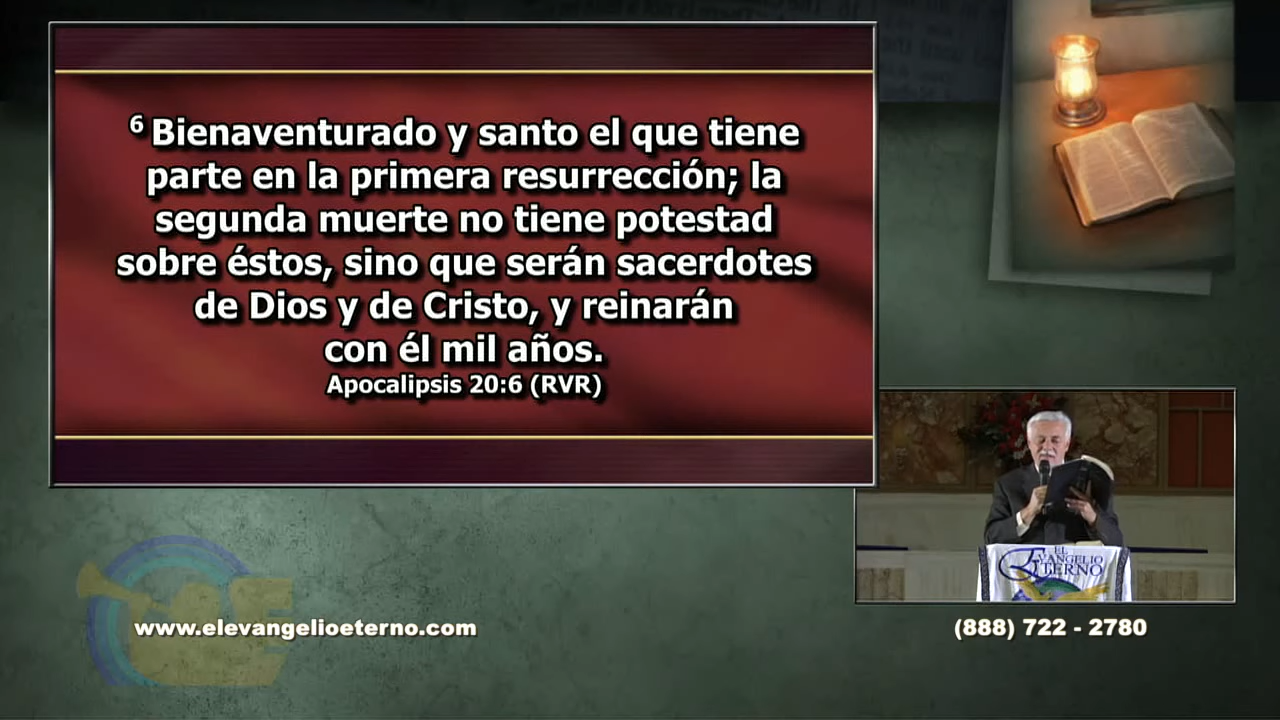 6 Bienaventurado y santo el que tiene
parte en la primera resurrección; la
segunda muerte no tiene potestad
sobre éstos, sino que serán sacerdotes
de Dios y de Cristo, y reinarán
con él mil años.
Apocalipsis 20:6 (RVR)
EL
EVANGELIO
ETERNO
www.elevangelioeterno.com
(888) 722 - 2780